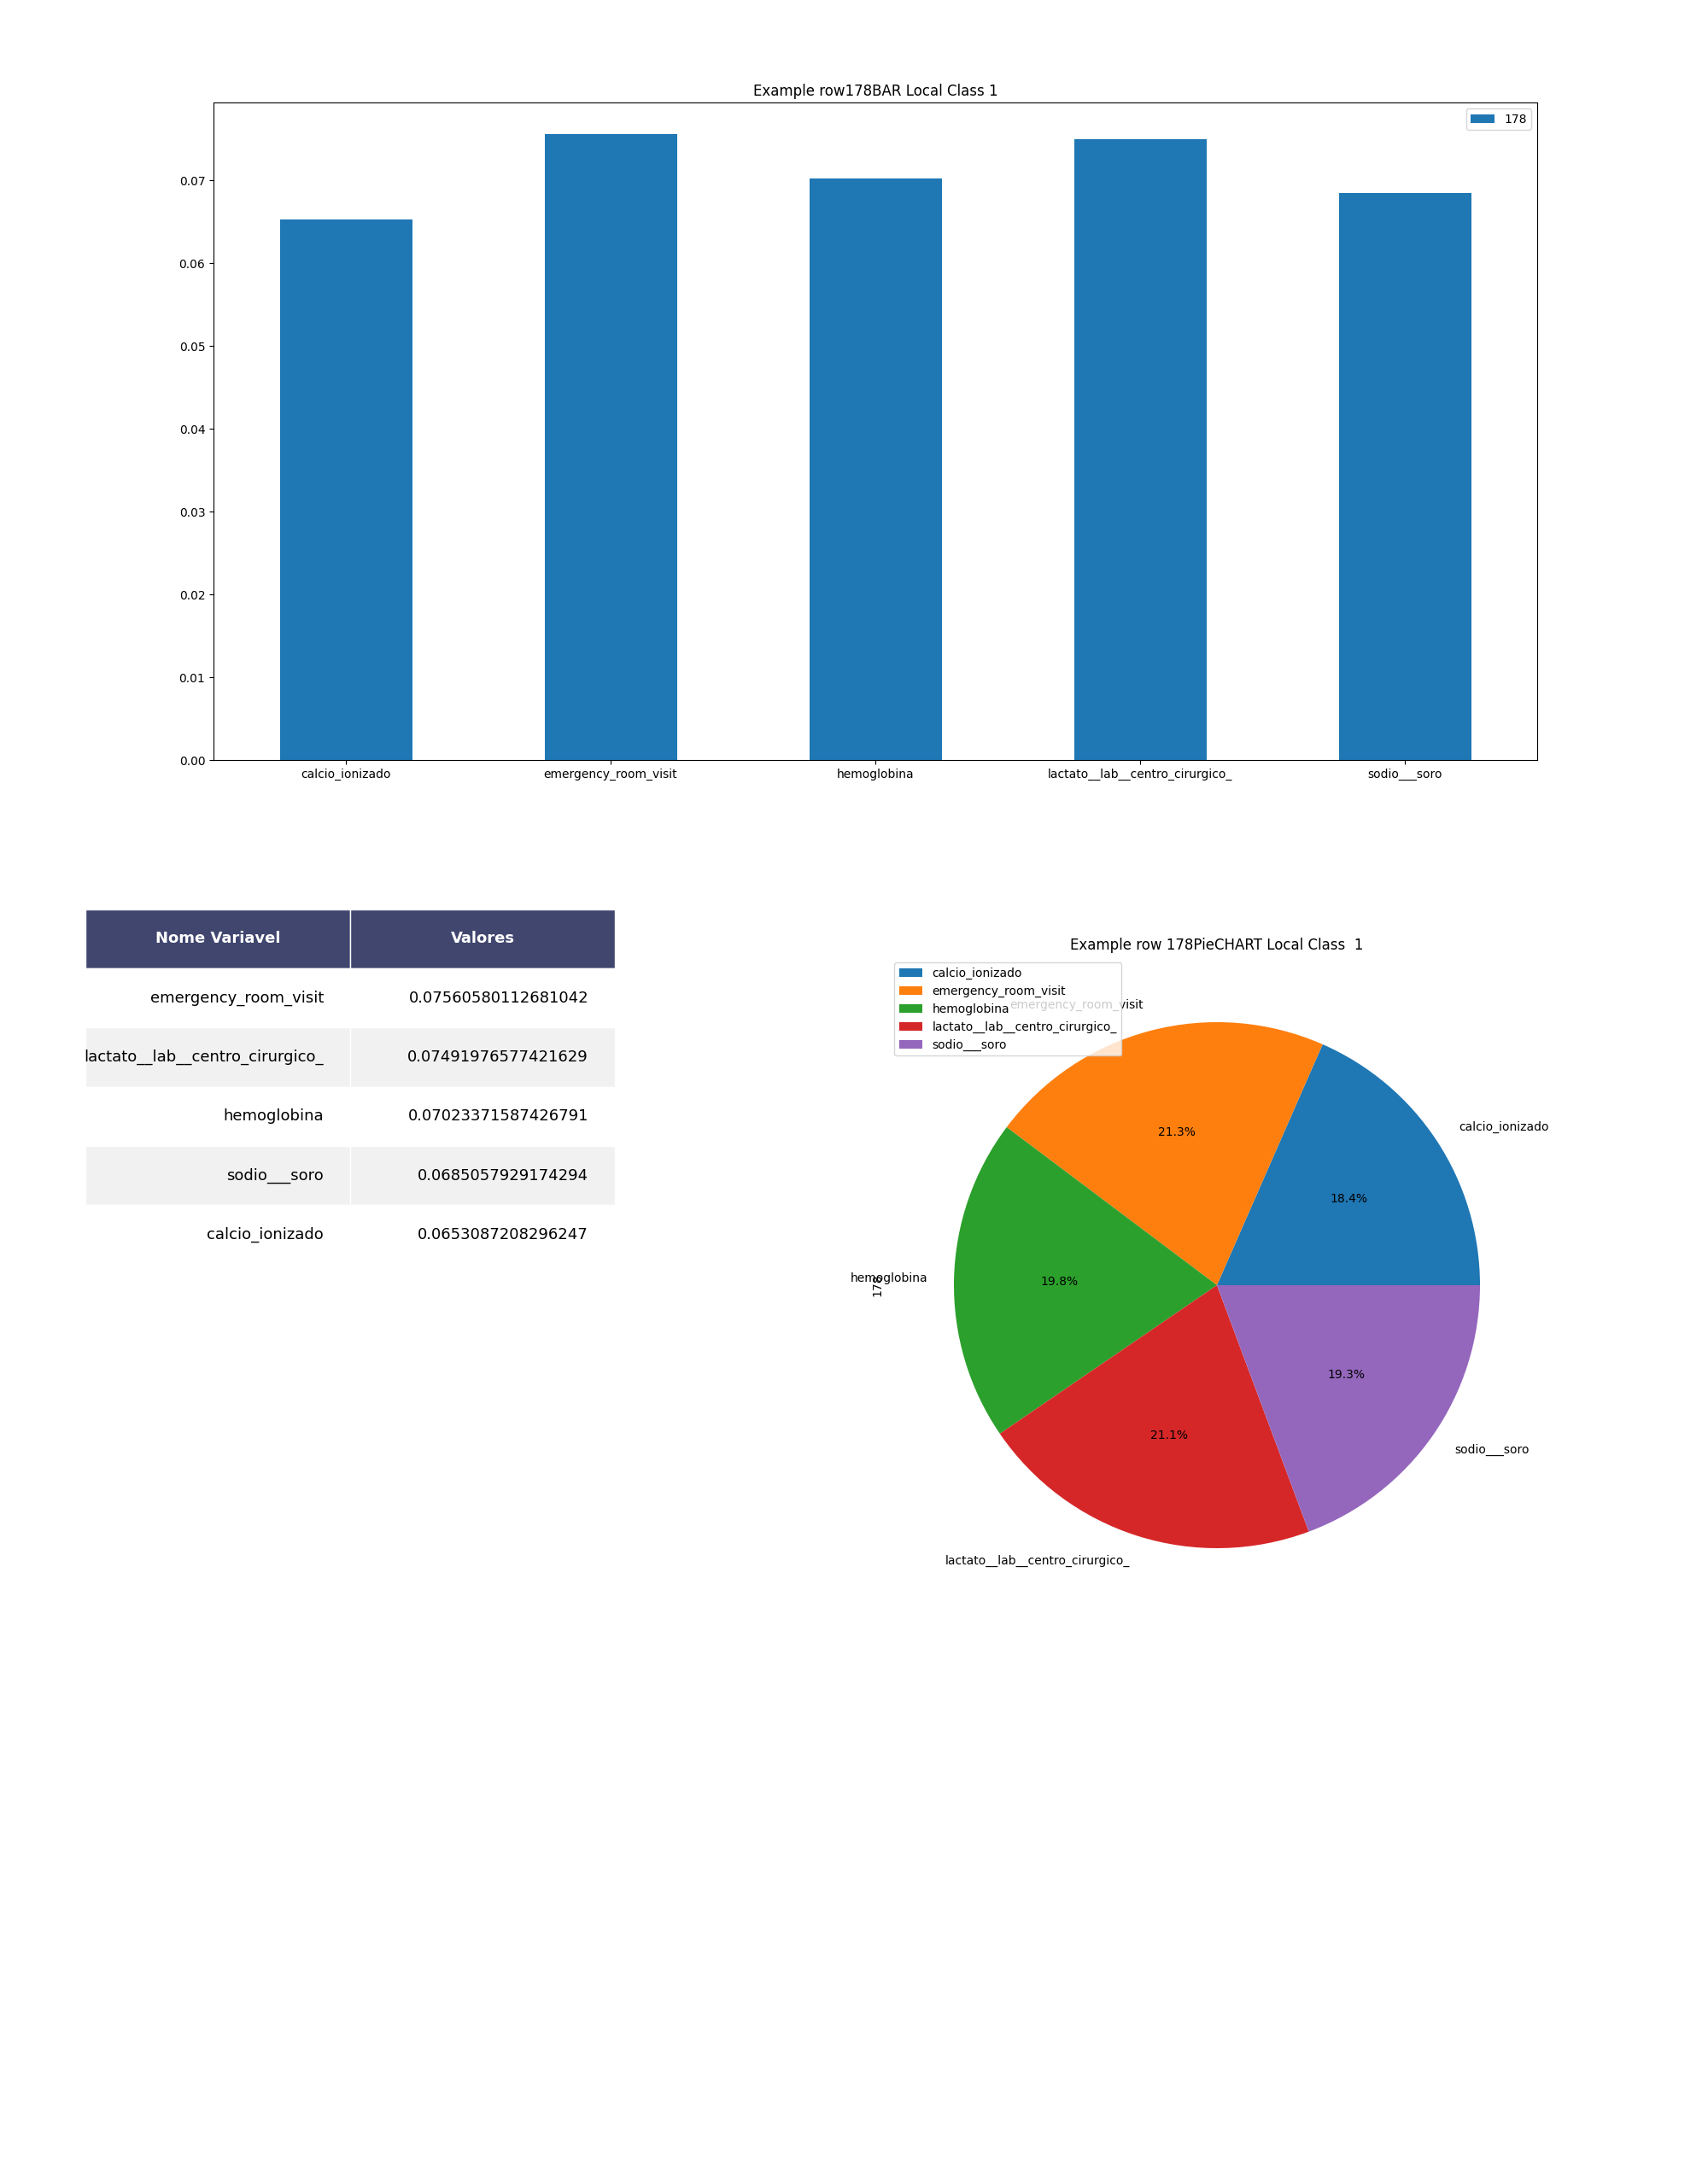 Example row178BAR Local Class 1
178
0.07
0.06
0.05
0.04
0.03
0.02
0.01
0.00
calcio_ionizado emergency_room_visit hemoglobina lactato__lab__centro_cirurgico_ sodio___soro
Nome Variavel Valores
emergency_room_visit 0.07560580112681042
lactato__lab__centro_cirurgico_ 0.07491976577421629
hemoglobina 0.07023371587426791
sodio___soro 0.0685057929174294
calcio_ionizado 0.0653087208296247
Example row 178PieCHART Local Class  1
calcio_ionizado
emergency_room_visit
hemoglobina
lactato__lab__centro_cirurgico_
sodio___soro
emergency_room_visit
calcio_ionizado
21.3%
18.4%
hemoglobina
178
19.8%
19.3%
21.1%
sodio___soro
lactato__lab__centro_cirurgico_